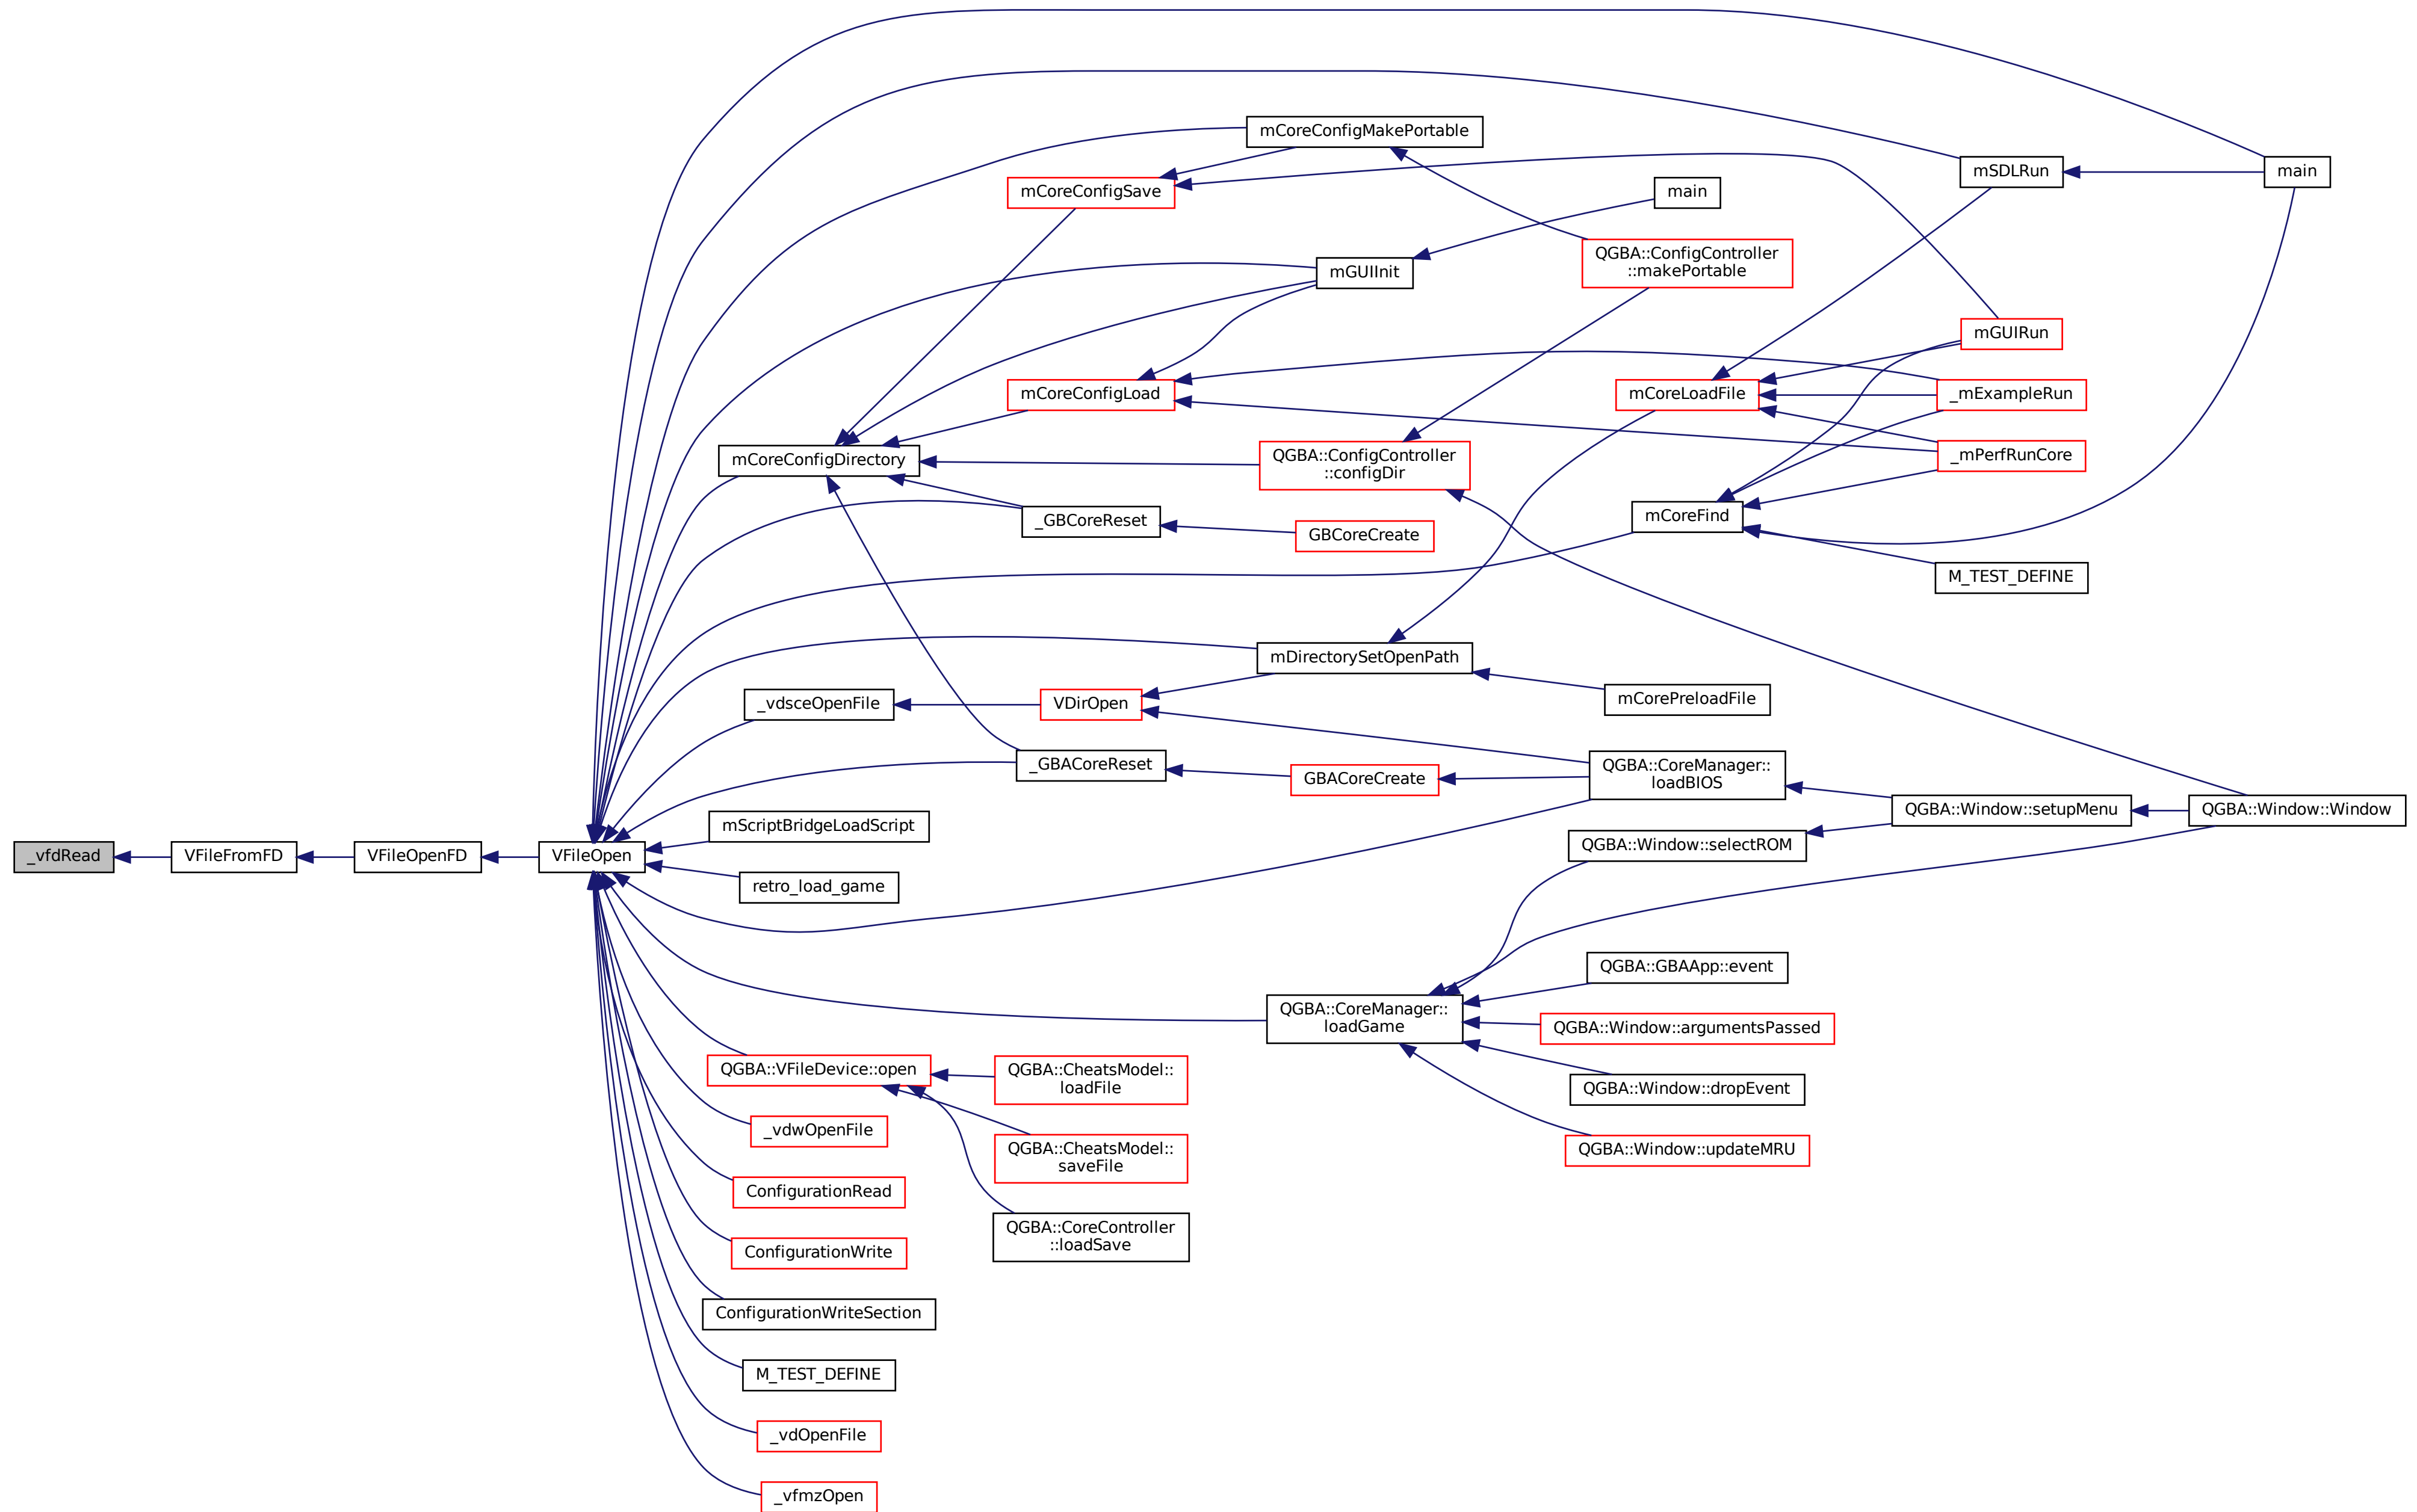 mCoreConfigMakePortable
mSDLRun
main
mCoreConfigSave
main
QGBA::ConfigController
::makePortable
mGUIInit
mGUIRun
mCoreConfigLoad
mCoreLoadFile
_mExampleRun
mCoreConfigDirectory
QGBA::ConfigController
::configDir
_mPerfRunCore
_GBCoreReset
GBCoreCreate
mCoreFind
M_TEST_DEFINE
mDirectorySetOpenPath
_vdsceOpenFile
VDirOpen
mCorePreloadFile
_GBACoreReset
GBACoreCreate
QGBA::CoreManager::
loadBIOS
mScriptBridgeLoadScript
QGBA::Window::setupMenu
QGBA::Window::Window
_vfdRead
VFileFromFD
VFileOpenFD
VFileOpen
QGBA::Window::selectROM
retro_load_game
QGBA::GBAApp::event
QGBA::CoreManager::
loadGame
QGBA::Window::argumentsPassed
QGBA::VFileDevice::open
QGBA::CheatsModel::
loadFile
QGBA::Window::dropEvent
_vdwOpenFile
QGBA::CheatsModel::
saveFile
QGBA::Window::updateMRU
ConfigurationRead
ConfigurationWrite
QGBA::CoreController
::loadSave
ConfigurationWriteSection
M_TEST_DEFINE
_vdOpenFile
_vfmzOpen